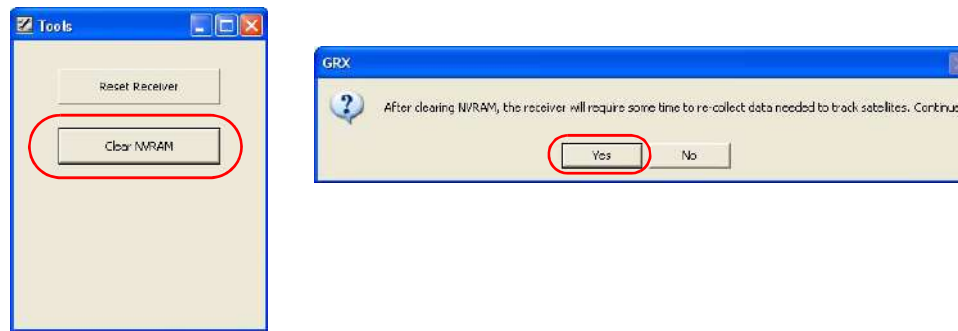 Tools
Reset Receiver
Clear NVRAM
GRX
After clearing NVRAM, the receiver will require some time to re-collect data needed to track satellites. Continue
Yes
No